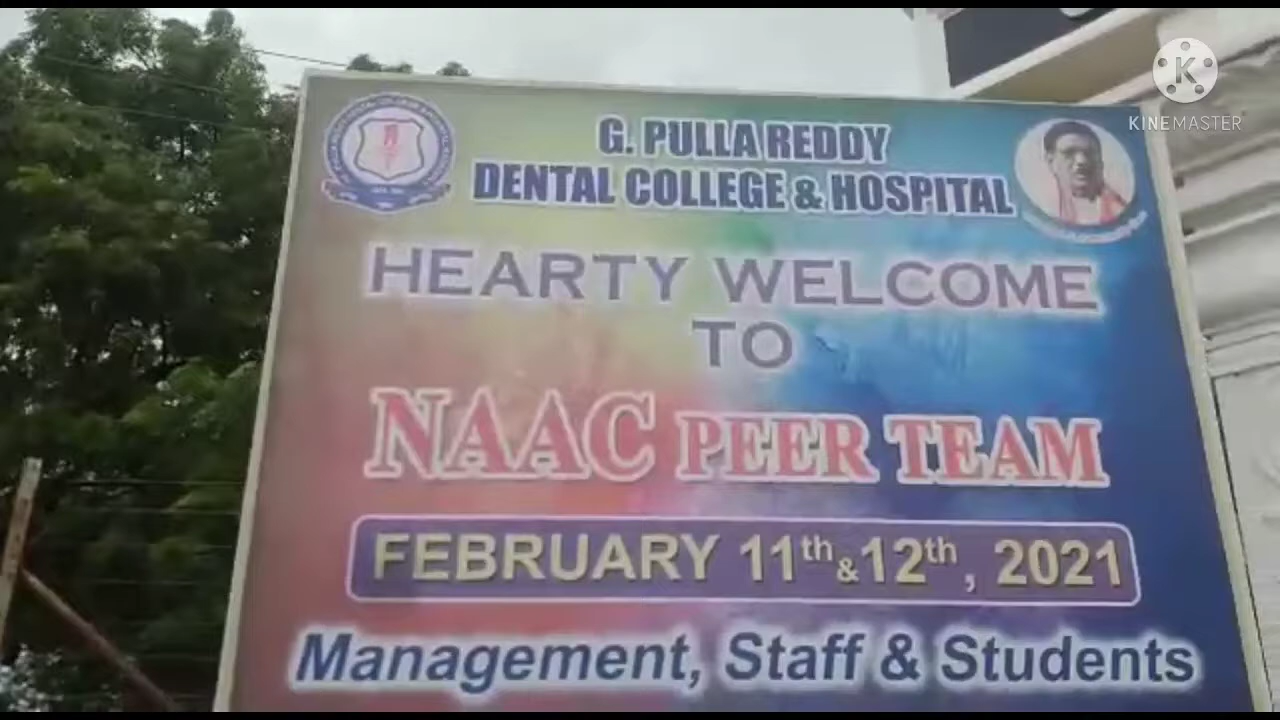 K
KINEMASTER
G. PULLA REDDY
DENTAL COLLEGE & HOSPITAL
HEARTY WELCOME
TO
NAAC PEER TEAM
FEBRUARY 11th & 12th, 2021
Management, Staff & Students